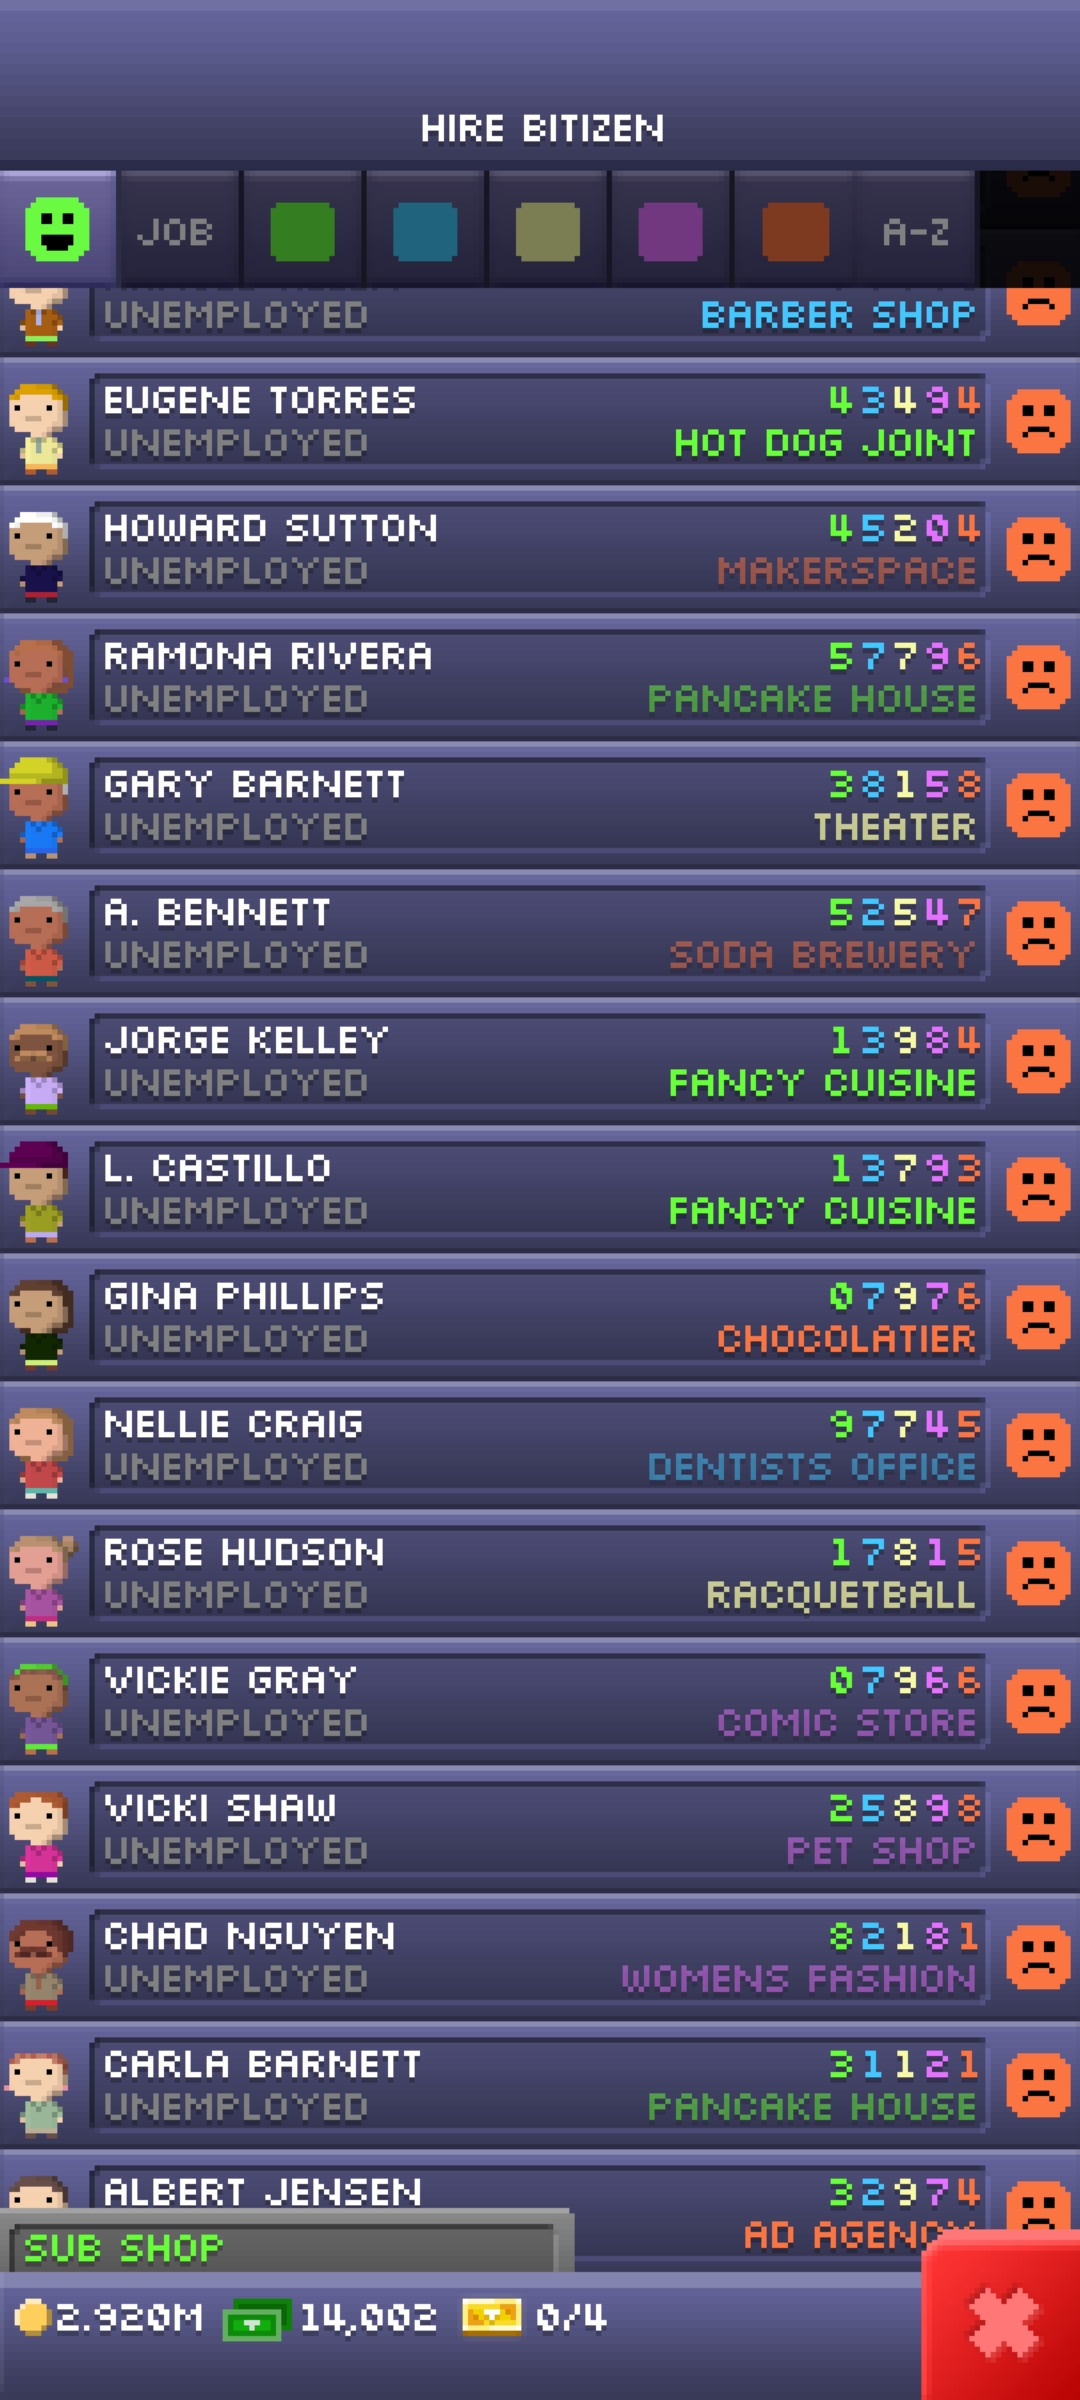 HIRE BITIZEN
JOB A-Z
UNEMPLOYED BARBER SHOP
EUGENE TORRES 43494
UNEMPLOYED HOT DOG JOINT
HOWARD SUTTON 45204
UNEMPLOYED MAKERSPACE
RAMONA RIVERA 57796
UNEMPLOYED PANCAKE HOUSE
GARY BARNETT 38158
UNEMPLOYED THEATER
A. BENNETT 52547
UNEMPLOYED SODA BREWERY
JORGE KELLEY 13984
UNEMPLOYED FANCY CUISINE
L. CASTILLO 13793
UNEMPLOYED FANCY CUISINE
GINA PHILLIPS 07976
UNEMPLOYED CHOCOLATIER
NELLIE CRAIG 97745
UNEMPLOYED DENTISTS OFFICE
ROSE HUDSON 17815
UNEMPLOYED RACQUETBALL
VICKIE GRAY 07966
UNEMPLOYED COMIC STORE
VICKI SHAW 25898
UNEMPLOYED PET SHOP
CHAD NGUYEN 82181
UNEMPLOYED WOMENS FASHION
CARLA BARNETT 31121
UNEMPLOYED PANCAKE HOUSE
ALBERT JENSEN 32974
AD AGENCY
SUB SHOP
2.920M 14,002 0/4